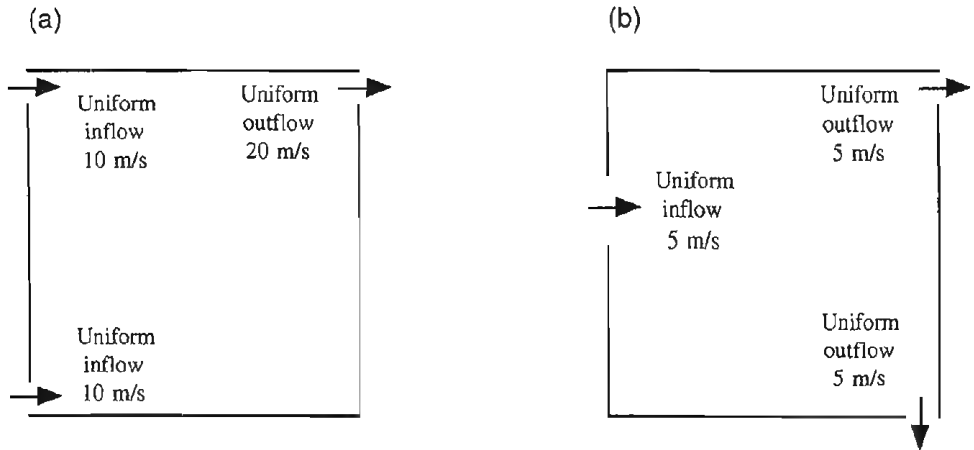 (a)
Uniform
inflow
10 m/s
Uniform
outflow
20 m/s
Uniform
inflow
10 m/s
(b)
Uniform
outflow
5 m/s
Uniform
inflow
5 m/s
Uniform
outflow
5 m/s